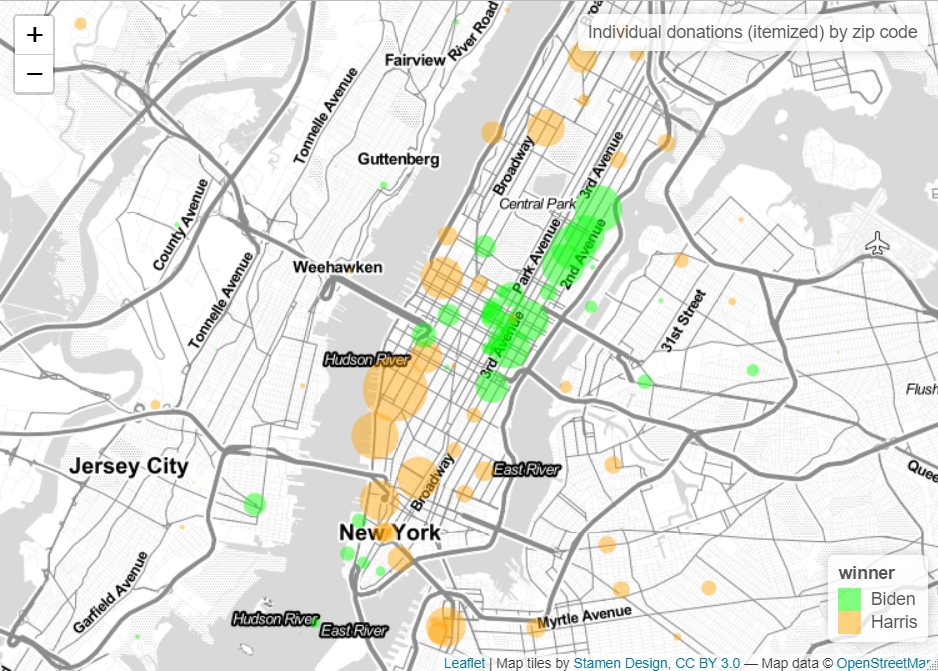 +
−
Individual donations (itemized) by zip code
River Road
Fairview
Tonnelle Avenue
Guttenberg
Broadway
3rd Avenue
Central Park
County Avenue
Park Avenue
2nd Avenue
Weehawken
Tonnelle Avenue
31st Street
3rd Avenue
Hudson River
Flush
Jersey City
East River
Broadway
Queen
New York
Garfield Avenue
winner
Biden
Harris
Hudson River
East River
Myrtle Avenue
Leaflet | Map tiles by Stamen Design, CC BY 3.0 — Map data © OpenStreetMap